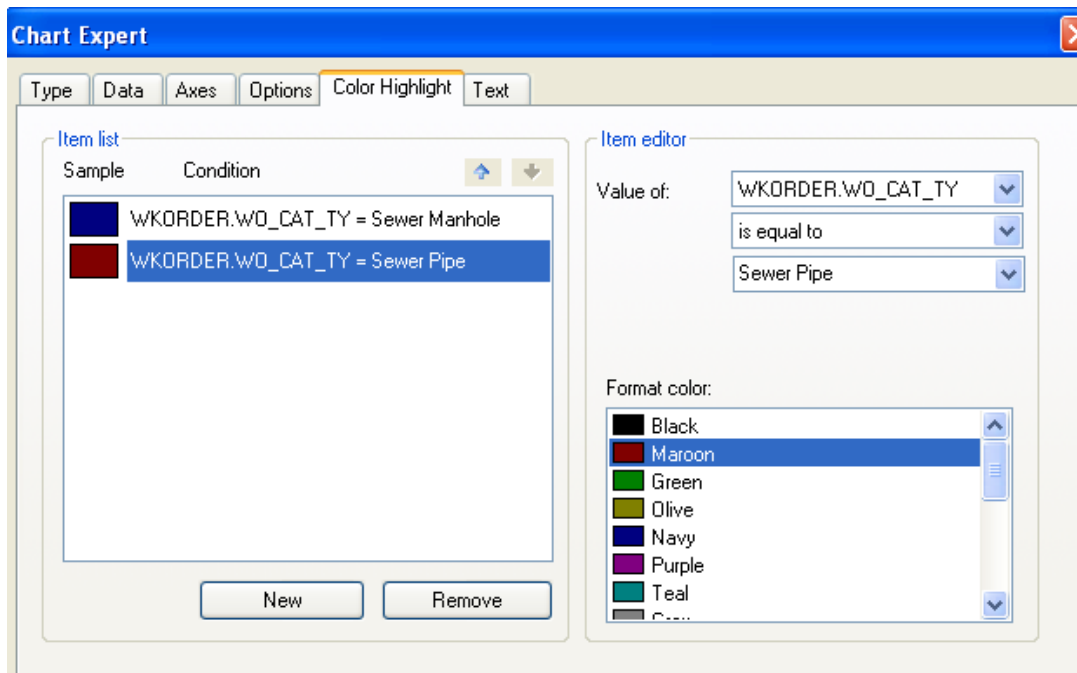 Chart Expert
Type Data Axes Options Color Highlight Text
Item list
Sample Condition
WKORDER.WO_CAT_TY = Sewer Manhole
WKORDER.WO_CAT_TY = Sewer Pipe
New Remove
Item editor
Value of: WKORDER.WO_CAT_TY
is equal to
Sewer Pipe
Format color:
Black
Maroon
Green
Olive
Navy
Purple
Teal